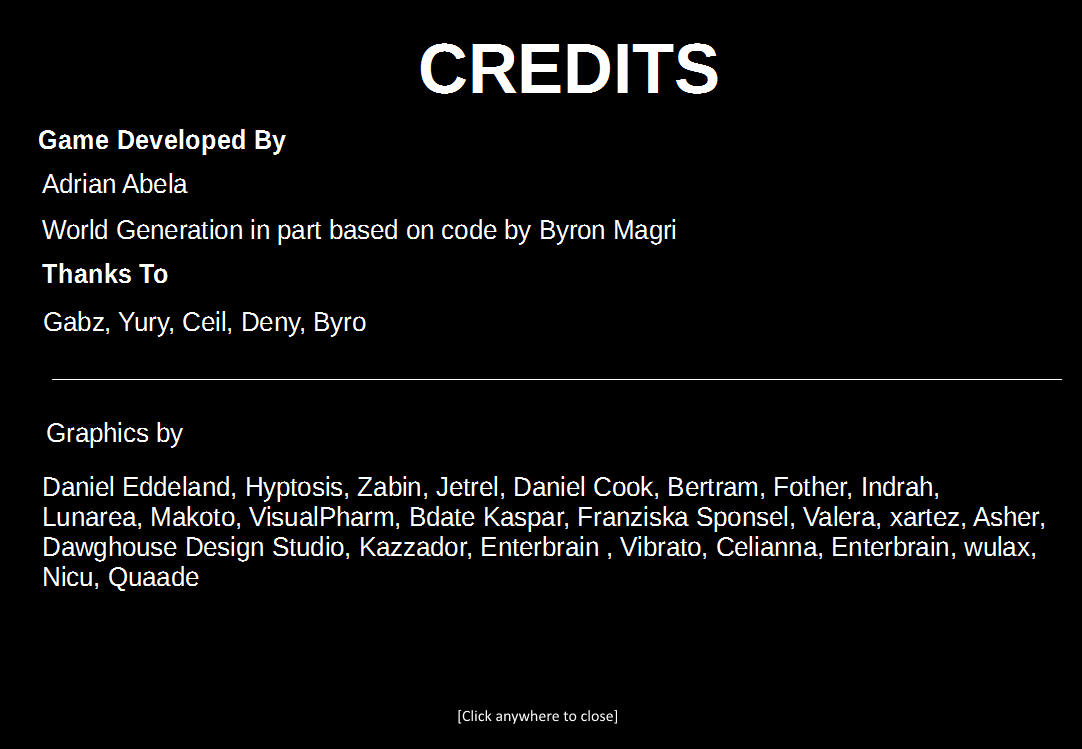 CREDITS
Game Developed By
Adrian Abela
World Generation in part based on code by Byron Magri
Thanks To
Gabz, Yury, Ceil, Deny, Byro
Graphics by
Daniel Eddeland, Hyptosis, Zabin, Jetrel, Daniel Cook, Bertram, Fother, Indrah,
Lunarea, Makoto, VisualPharm, Bdate Kaspar, Franziska Sponsel, Valera, xartez, Asher,
Dawghouse Design Studio, Kazzador, Enterbrain , Vibrato, Celianna, Enterbrain, wulax,
Nicu, Quaade
[Click anywhere to close]